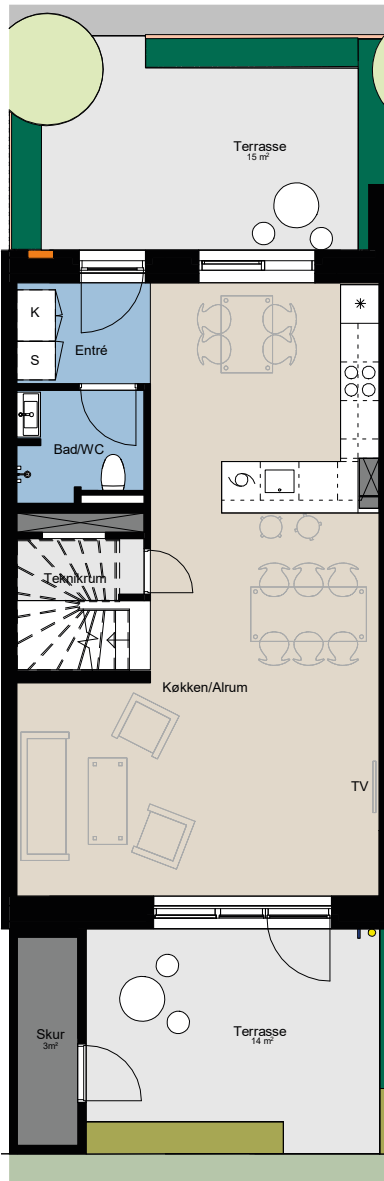 Terrasse
15 m²
K
S
Entré
Bad/WC
Teknikrum
Køkken/Alrum
TV
Skur
3m²
Terrasse
14 m²